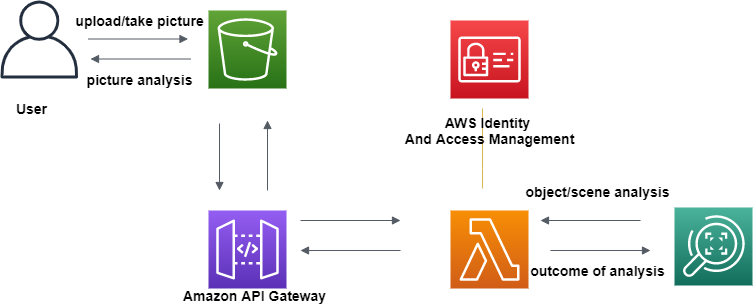 upload/take picture
picture analysis
User
AWS Identity
And Access Management
object/scene analysis
outcome of analysis
Amazon API Gateway